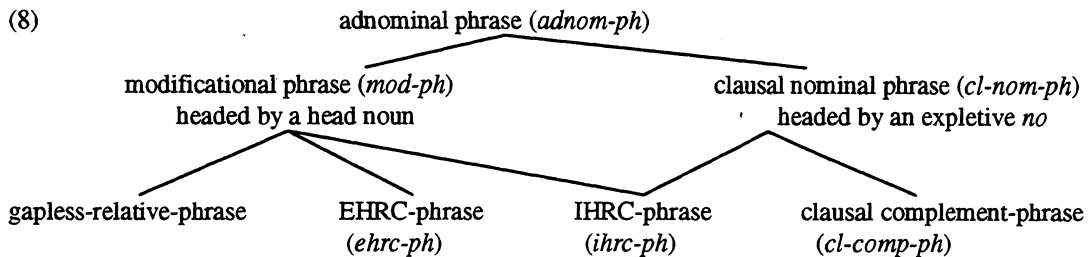 (8) adnominal phrase (adnom-ph)
modificational phrase (mod-ph) clausal nominal phrase (cl-nom-ph)
headed by a head noun headed by an expletive no
gapless-relative-phrase EHRC-phrase IHRC-phrase clausal complement-phrase
(ehrc-ph) (ihrc-ph) (cl-comp-ph)